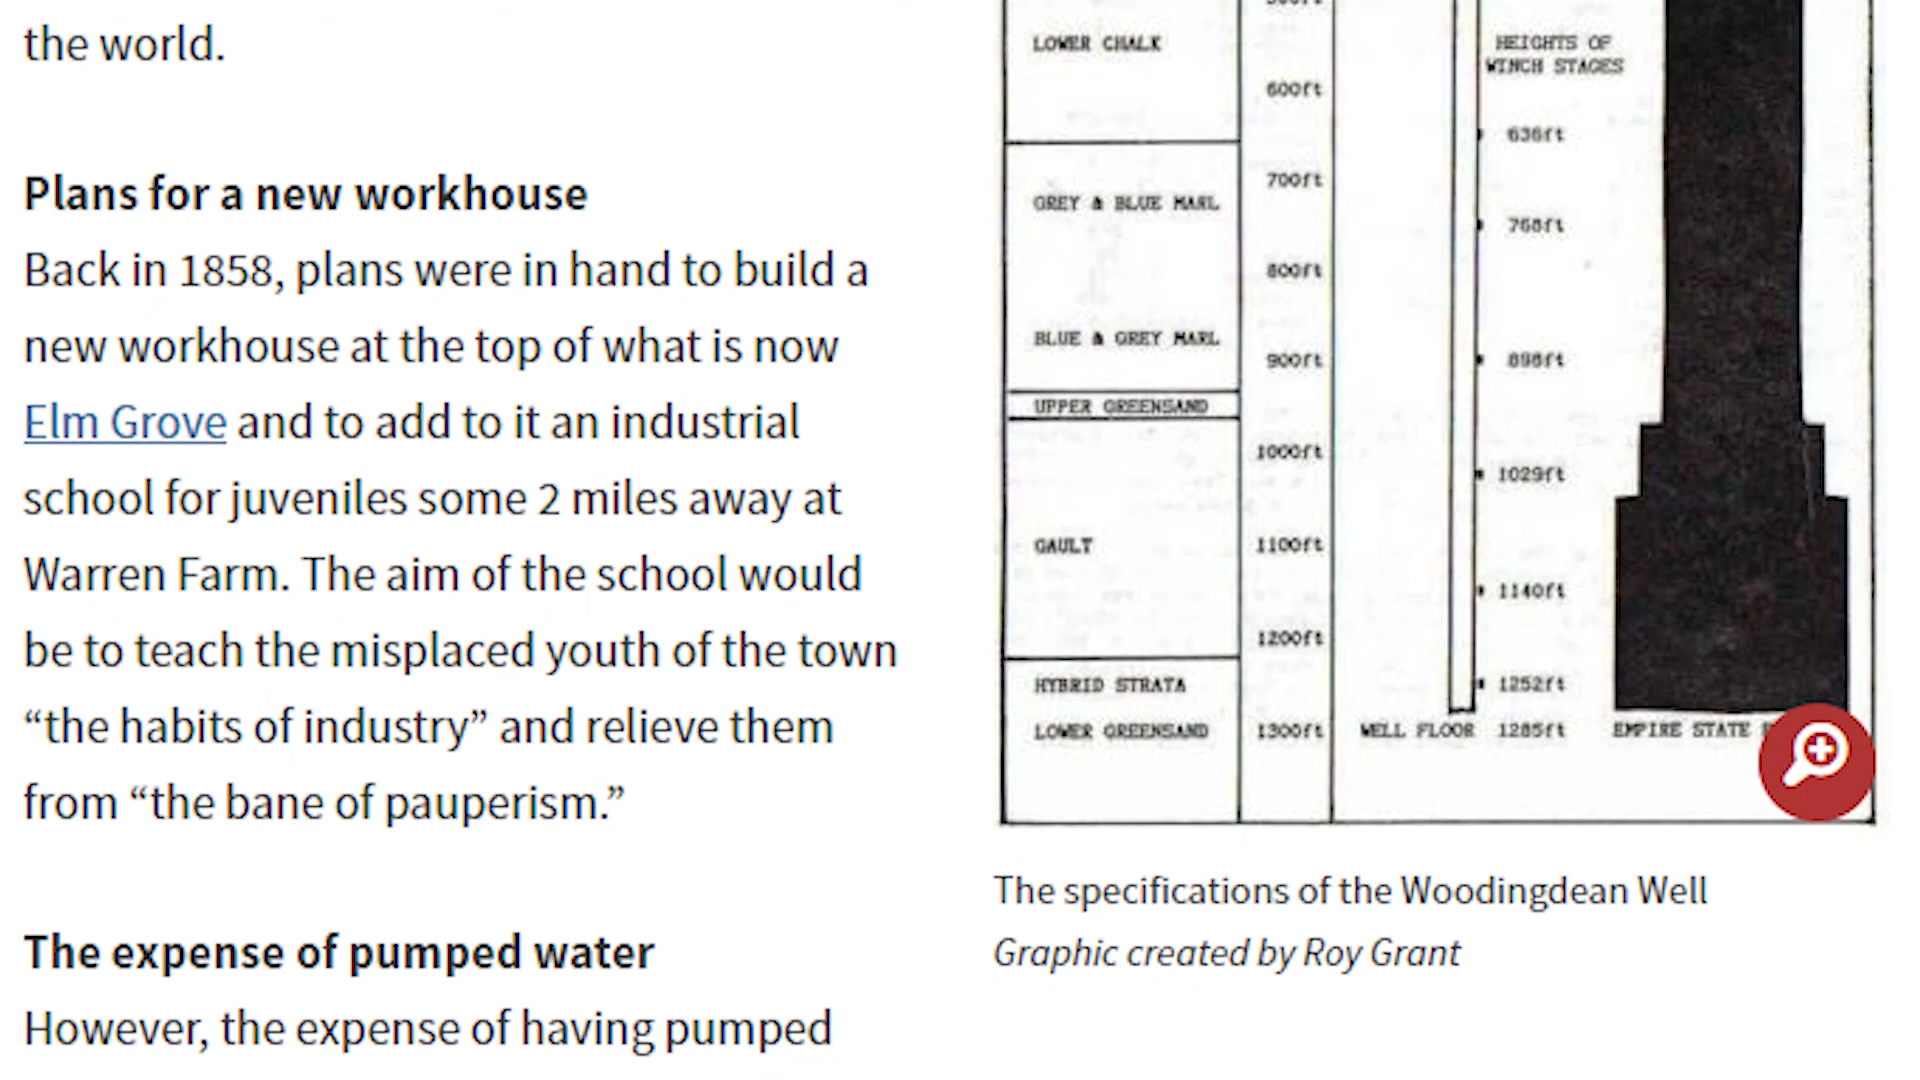 the world.
Plans for a new workhouse
Back in 1858, plans were in hand to build a
new workhouse at the top of what is now
Elm Grove and to add to it an industrial
school for juveniles some 2 miles away at
Warren Farm. The aim of the school would
be to teach the misplaced youth of the town
“the habits of industry” and relieve them
from “the bane of pauperism.”
The expense of pumped water
However, the expense of having pumped
LOWER CHALK
GREY & BLUE MARL
BLUE & GREY MARL
UPPER GREENSAND
GAULT
HYBRID STRATA
LOWER GREENSAND
600ft
700ft
800ft
900ft
1000ft
1100ft
1200ft
1300ft
HEIGHTS OF
WINCH STAGES
636ft
768ft
898ft
1029ft
1140ft
1252ft
WELL FLOOR 1285ft
EMPIRE STATE
The specifications of the Woodingdean Well
Graphic created by Roy Grant